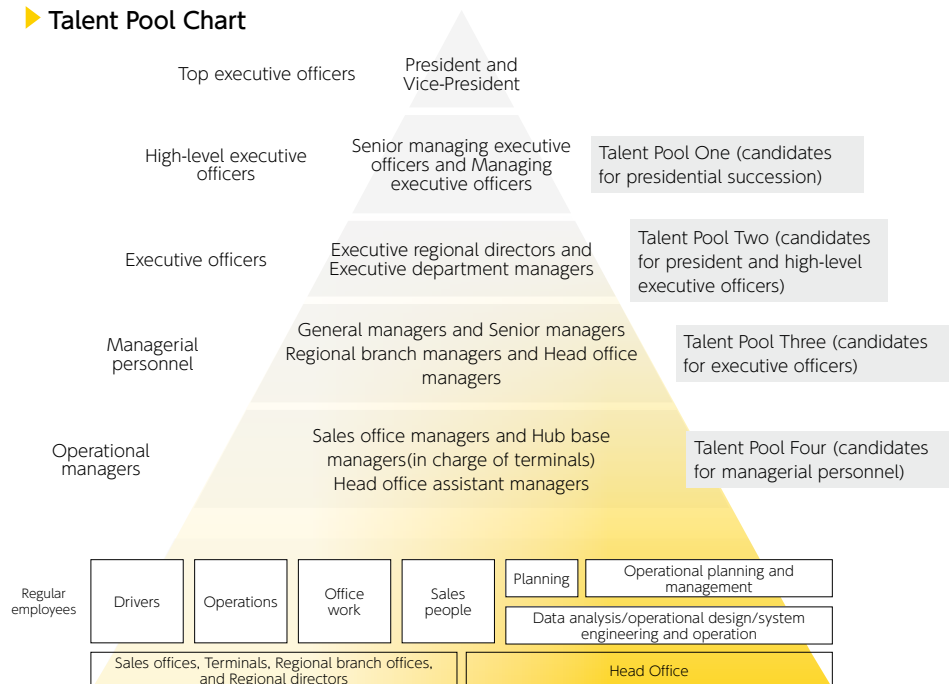 Talent Pool Chart
Top executive officers
President and
Vice-President
High-level executive
officers
Senior managing executive
officers and Managing
executive officers
Talent Pool One (candidates
for presidential succession)
Executive officers
Executive regional directors and
Executive department managers
Talent Pool Two (candidates
for president and high-level
executive officers)
Managerial
personnel
General managers and Senior managers
Regional branch managers and Head office
managers
Talent Pool Three (candidates
for executive officers)
Operational
managers
Sales office managers and Hub base
managers(in charge of terminals)
Head office assistant managers
Talent Pool Four (candidates
for managerial personnel)
Regular
employees
Drivers
Operations
Office
work
Sales
people
Planning
Operational planning and
management
Data analysis/operational design/system
engineering and operation
Sales offices, Terminals, Regional branch offices,
and Regional directors
Head Office